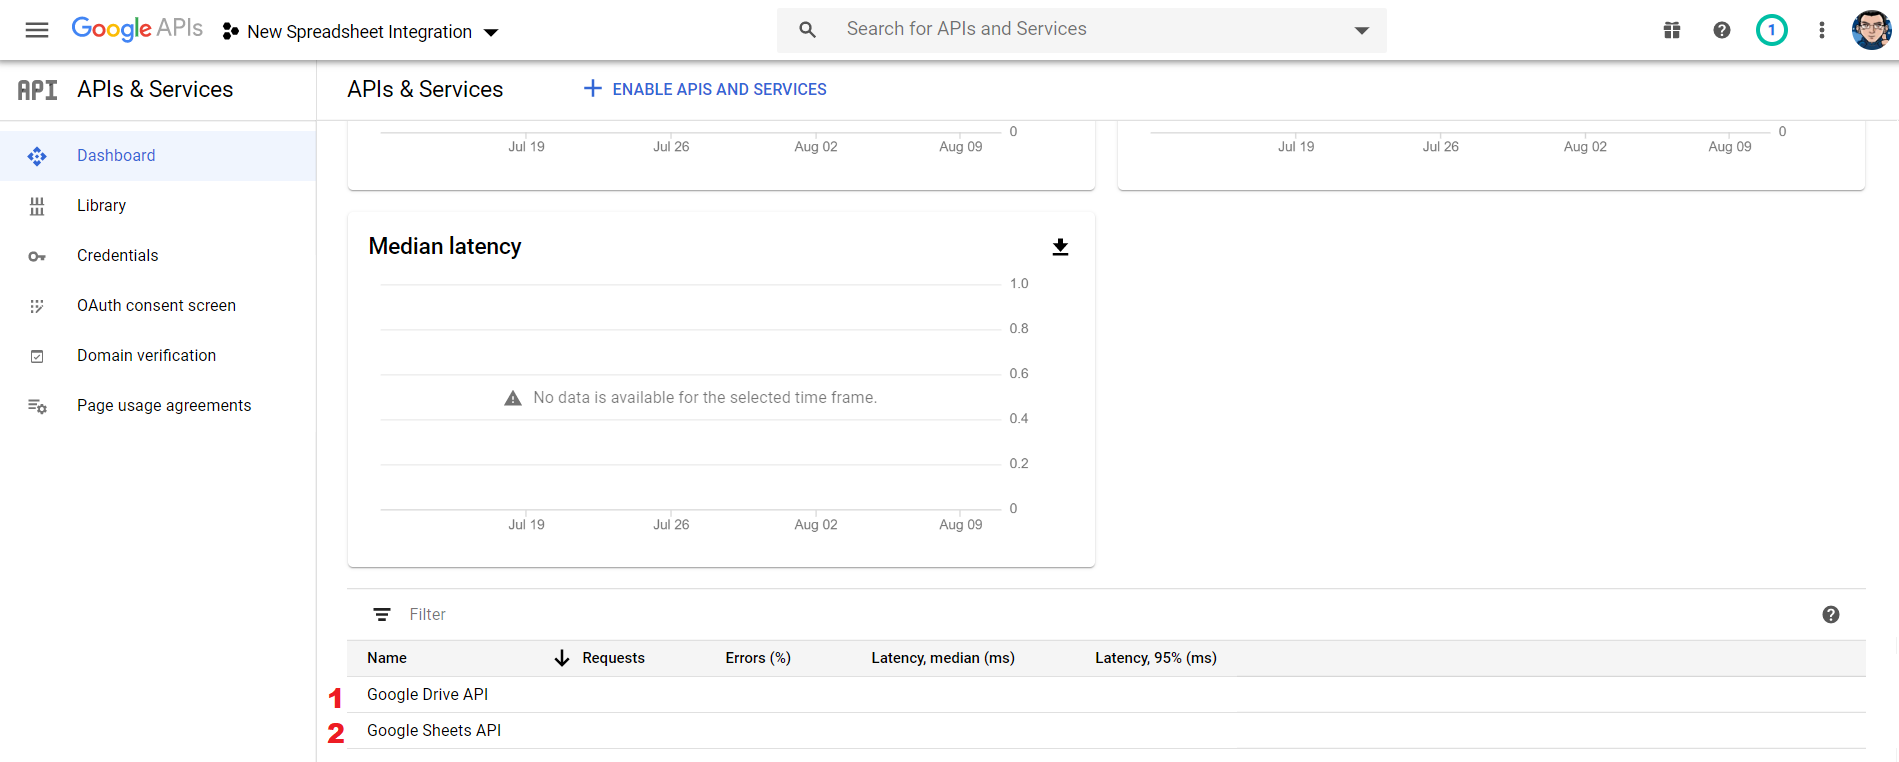 Google APIs New Spreadsheet Integration Search for APIs and Services 1
API APIs & Services
Dashboard
Library
Credentials
OAuth consent screen
Domain verification
Page usage agreements
APIs & Services ENABLE APIS AND SERVICES
0
Jul 19 Jul 26 Aug 02 Aug 09
0
Jul 19 Jul 26 Aug 02 Aug 09
Median latency
1.0
0.8
0.6
No data is available for the selected time frame.
0.4
0.2
0
Jul 19 Jul 26 Aug 02 Aug 09
Filter
Name Requests Errors (%) Latency, median (ms) Latency, 95% (ms)
1 Google Drive API
2 Google Sheets API